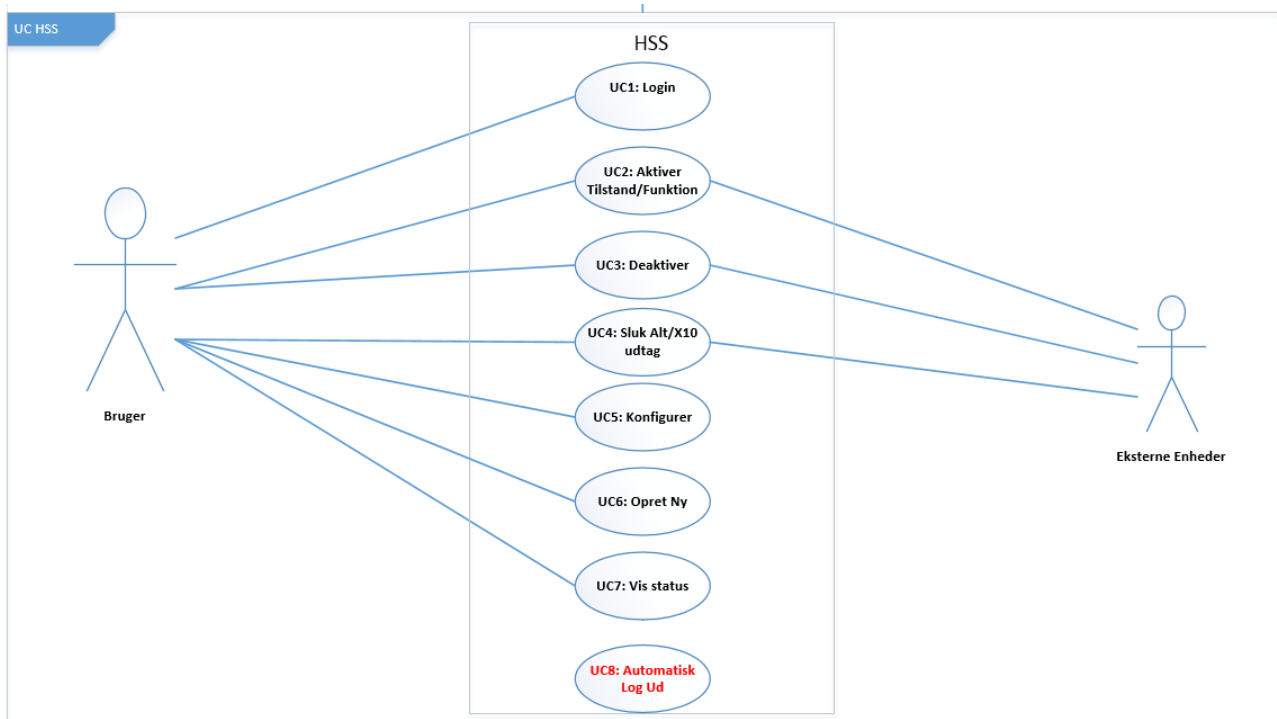 UC HSS
HSS
UC1: Login
UC2: Aktiver
Tilstand/Funktion
UC3: Deaktiver
UC4: Sluk Alt/X10
udtag
UC5: Konfigurer
UC6: Opret Ny
UC7: Vis status
UC8: Automatisk
Log Ud
Bruger
Eksterne Enheder